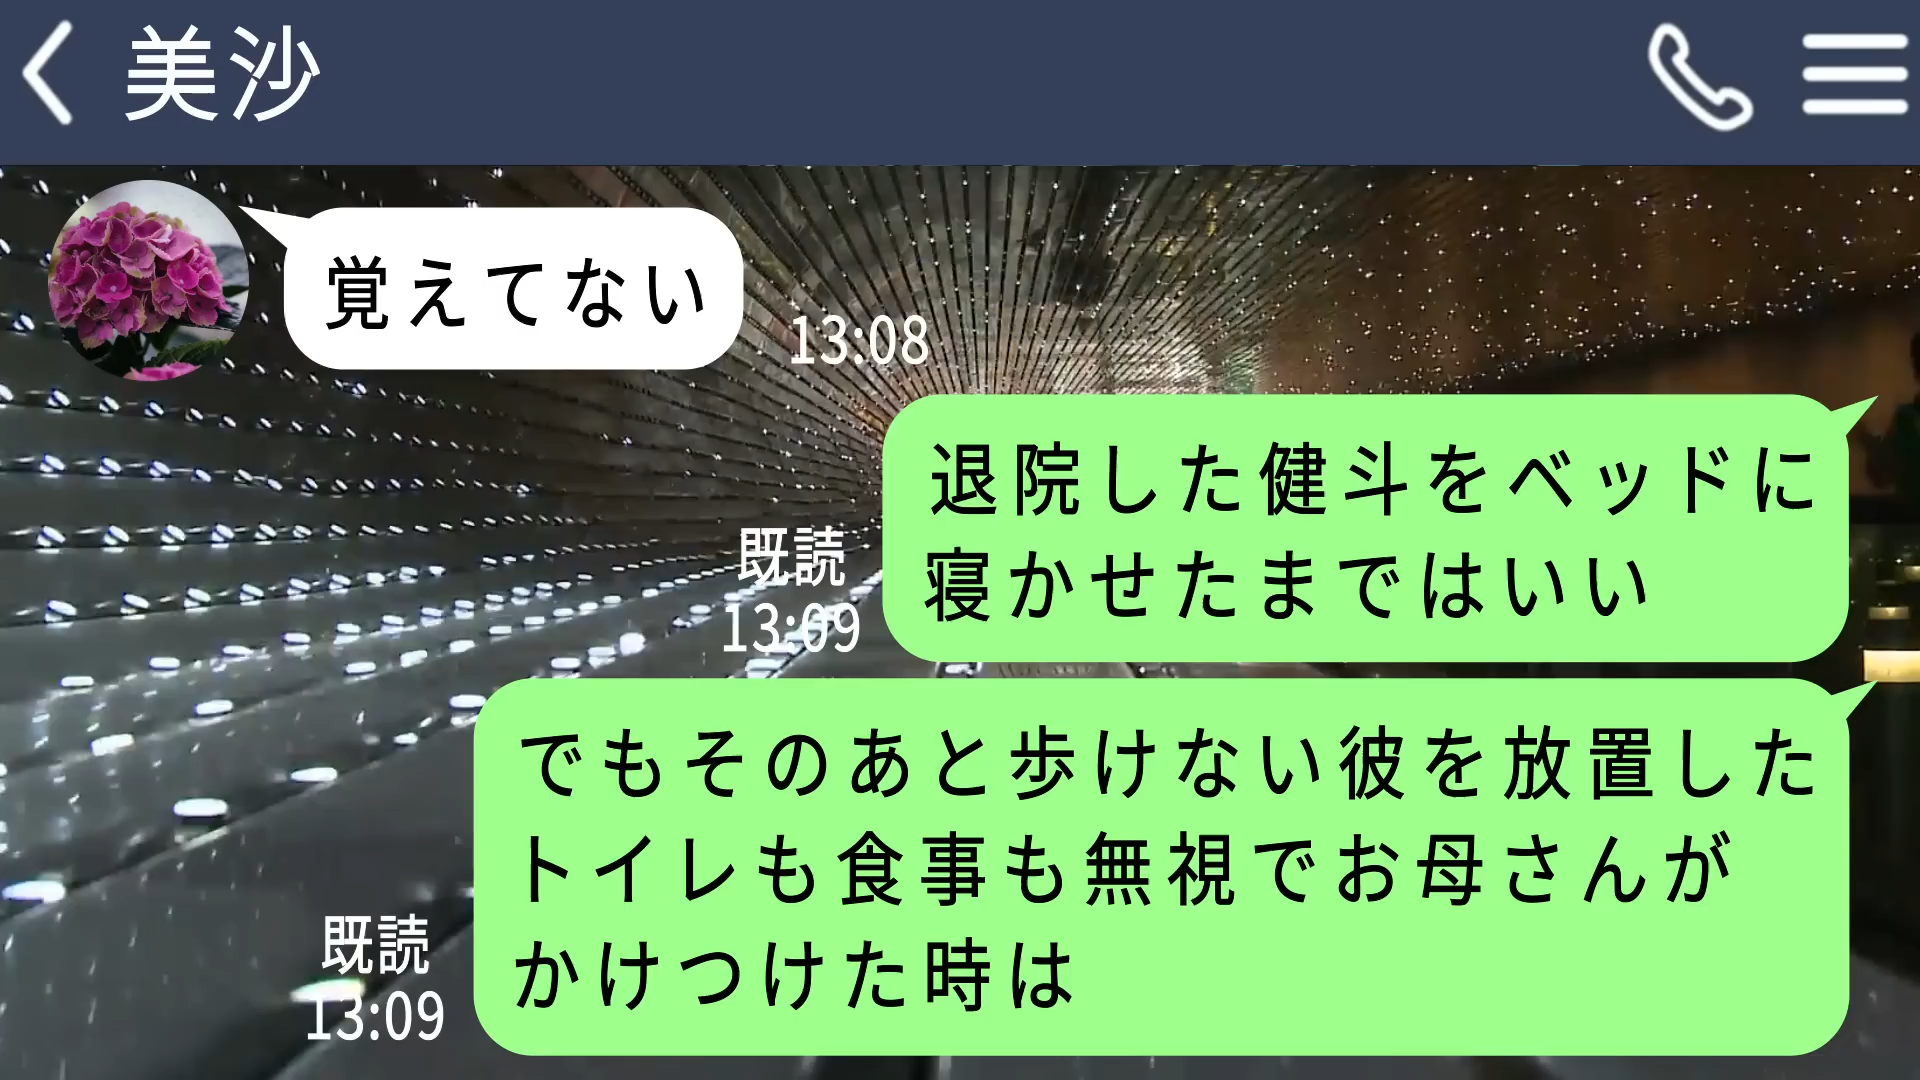 美沙
覚えてない
13:08
退院した健斗をベッドに
寝かせたまではいい
既読
13:09
でもそのあと歩けない彼を放置した
トイレも食事も無視でお母さんが
かけつけた時は
既読
13:09